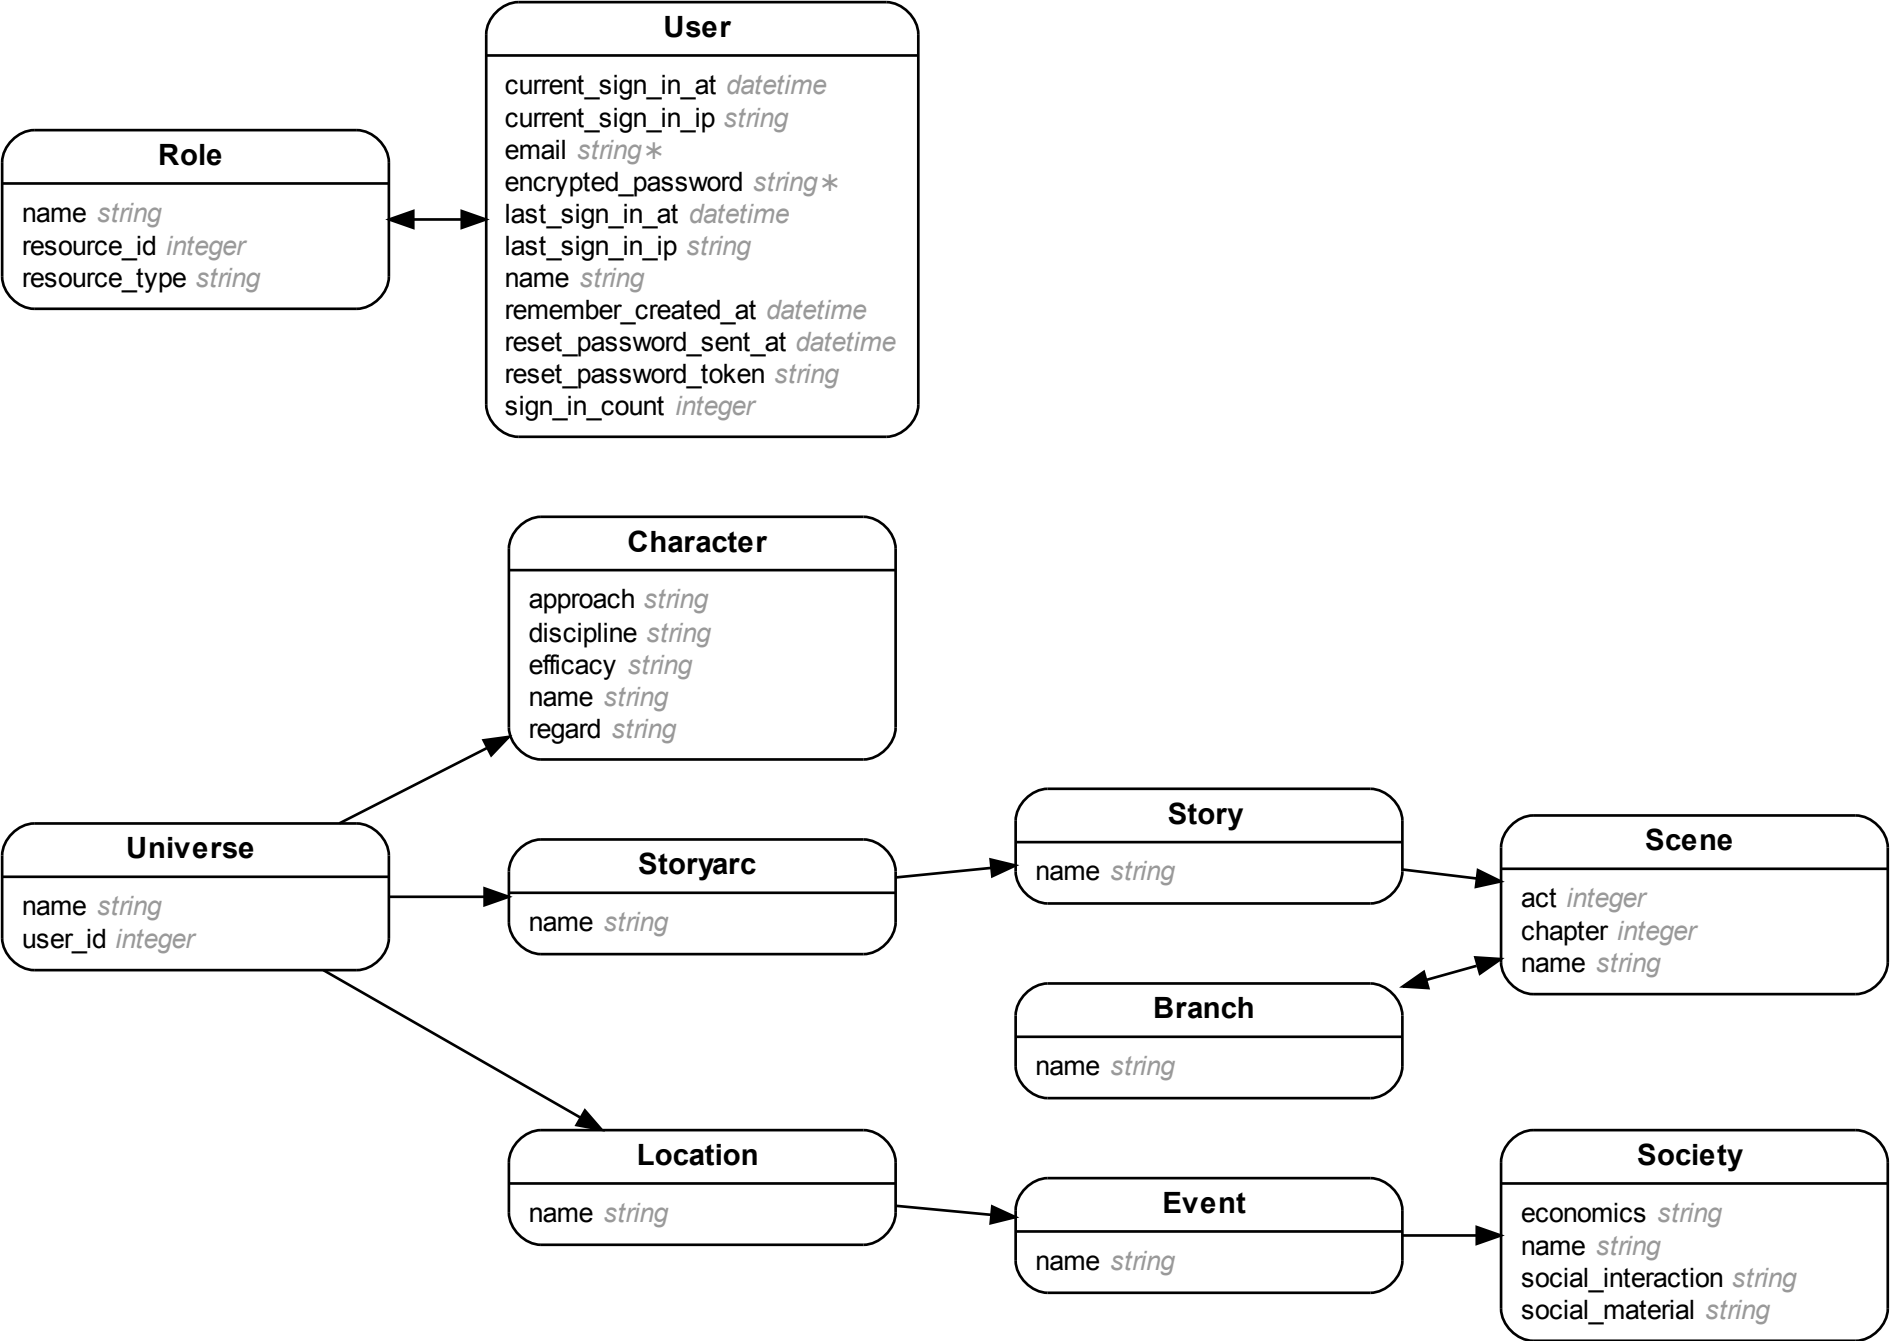 User
current_sign_in_at datetime
current_sign_in_ip string
email string∗
encrypted_password string∗
last_sign_in_at datetime
last_sign_in_ip string
name string
remember_created_at datetime
reset_password_sent_at datetime
reset_password_token string
sign_in_count integer
Role
name string
resource_id integer
resource_type string
Character
approach string
discipline string
efficacy string
name string
regard string
Universe
name string
user_id integer
Storyarc
name string
Story
name string
Scene
act integer
chapter integer
name string
Branch
name string
Location
name string
Event
name string
Society
economics string
name string
social_interaction string
social_material string